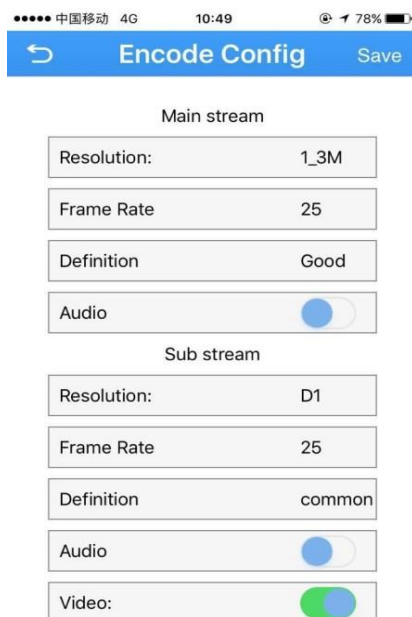 中国移动 4G 10:49 78%
Encode Config Save
Main stream
Resolution: 1_3M
Frame Rate 25
Definition Good
Audio
Sub stream
Resolution: D1
Frame Rate 25
Definition common
Audio
Video: